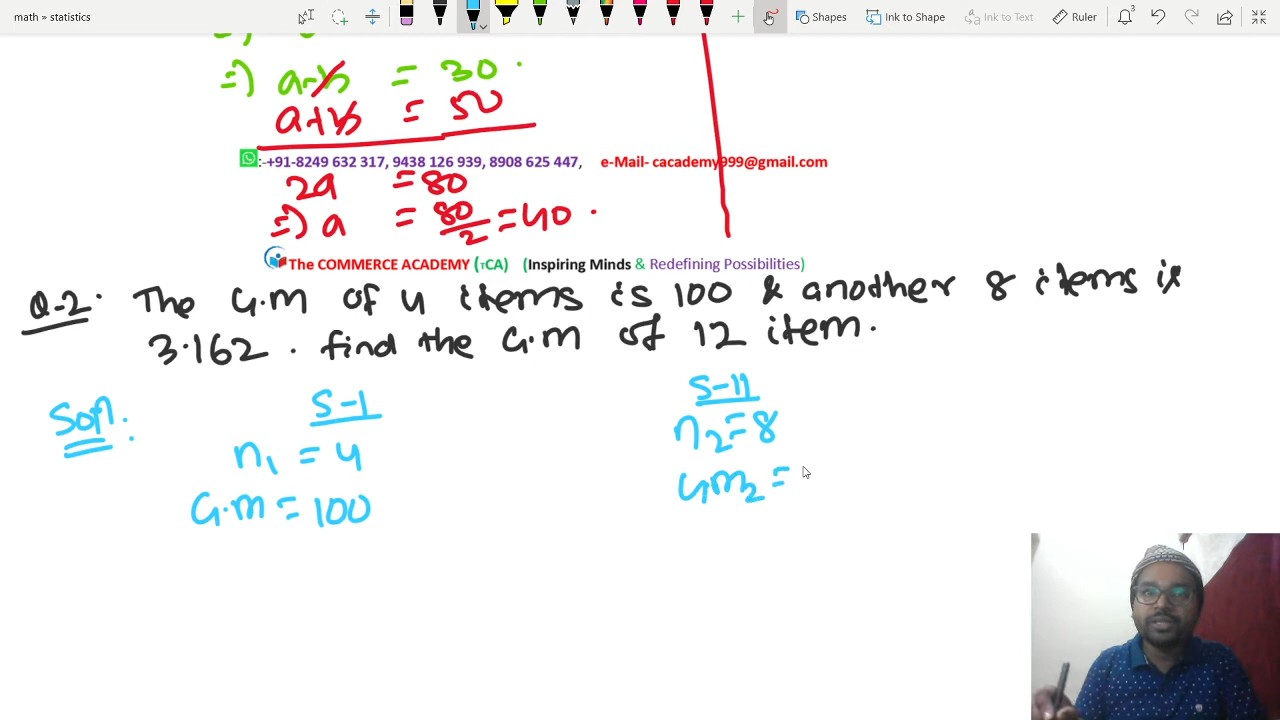 math » statistics
Shapes
Ink to Shape
Ink to Text
Ruler
=) a-b = 30.
a+b = 50
:-+91-8249 632 317, 9438 126 939, 8908 625 447, e-Mail- cacademy999@gmail.com
2a = 80
=) a = 80/2 = 40.
The COMMERCE ACADEMY (TCA) (Inspiring Minds & Redefining Possibilities)
Q-2. The G.M of 4 items is 100 & another 8 items is
3.162. find the G.M of 12 item.
Soln.
S-I
S-II
n1 = 4
n2 = 8
G.M = 100
GM2 =